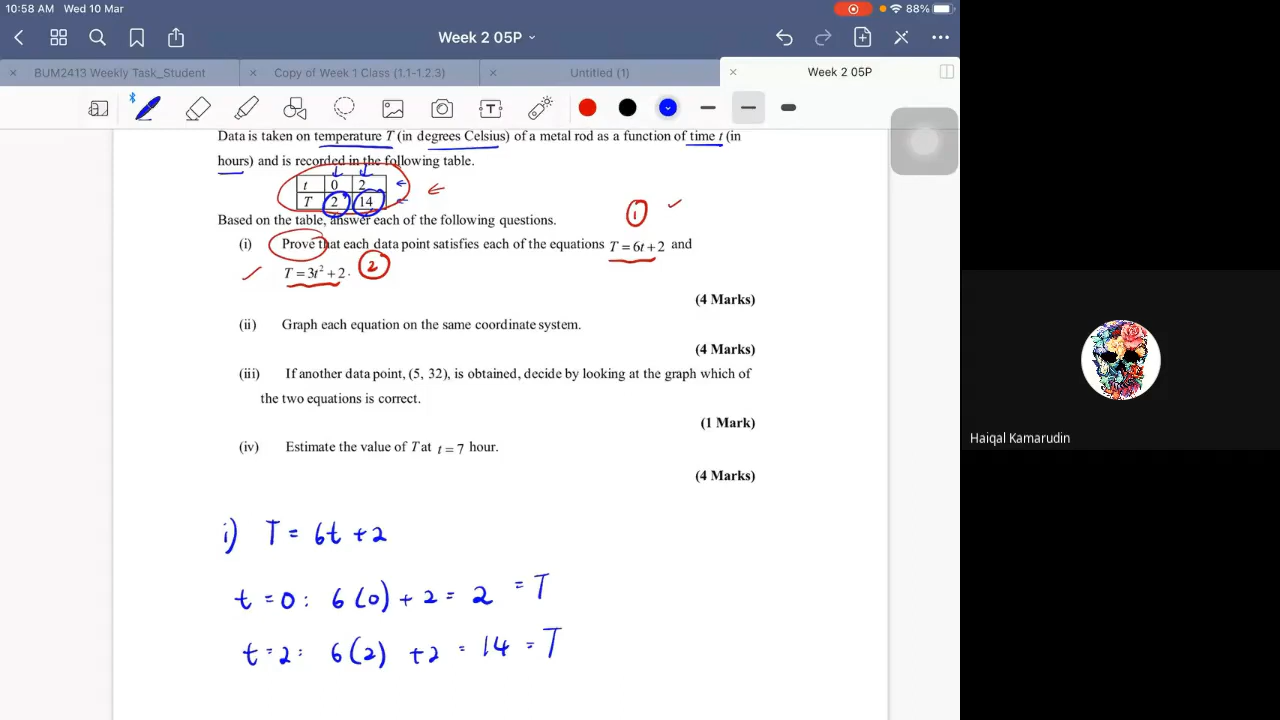 10:58 AM Wed 10 Mar
88%
Week 2 05P
BUM2413 Weekly Task_Student
Copy of Week 1 Class (1.1-1.2.3)
Untitled (1)
Week 2 05P
Data is taken on temperature T (in degrees Celsius) of a metal rod as a function of time t (in
hours) and is recorded in the following table.
t 0 2
T 2 14
Based on the table, answer each of the following questions.
1
(i) Prove that each data point satisfies each of the equations T = 6t + 2 and
T = 3t² + 2. 2
(4 Marks)
(ii) Graph each equation on the same coordinate system.
(4 Marks)
(iii) If another data point, (5, 32), is obtained, decide by looking at the graph which of
the two equations is correct.
(1 Mark)
(iv) Estimate the value of T at t = 7 hour.
(4 Marks)
i) T = 6t + 2
t = 0 : 6 (0) + 2 = 2 = T
t = 2 : 6 (2) + 2 = 14 = T
Haiqal Kamarudin